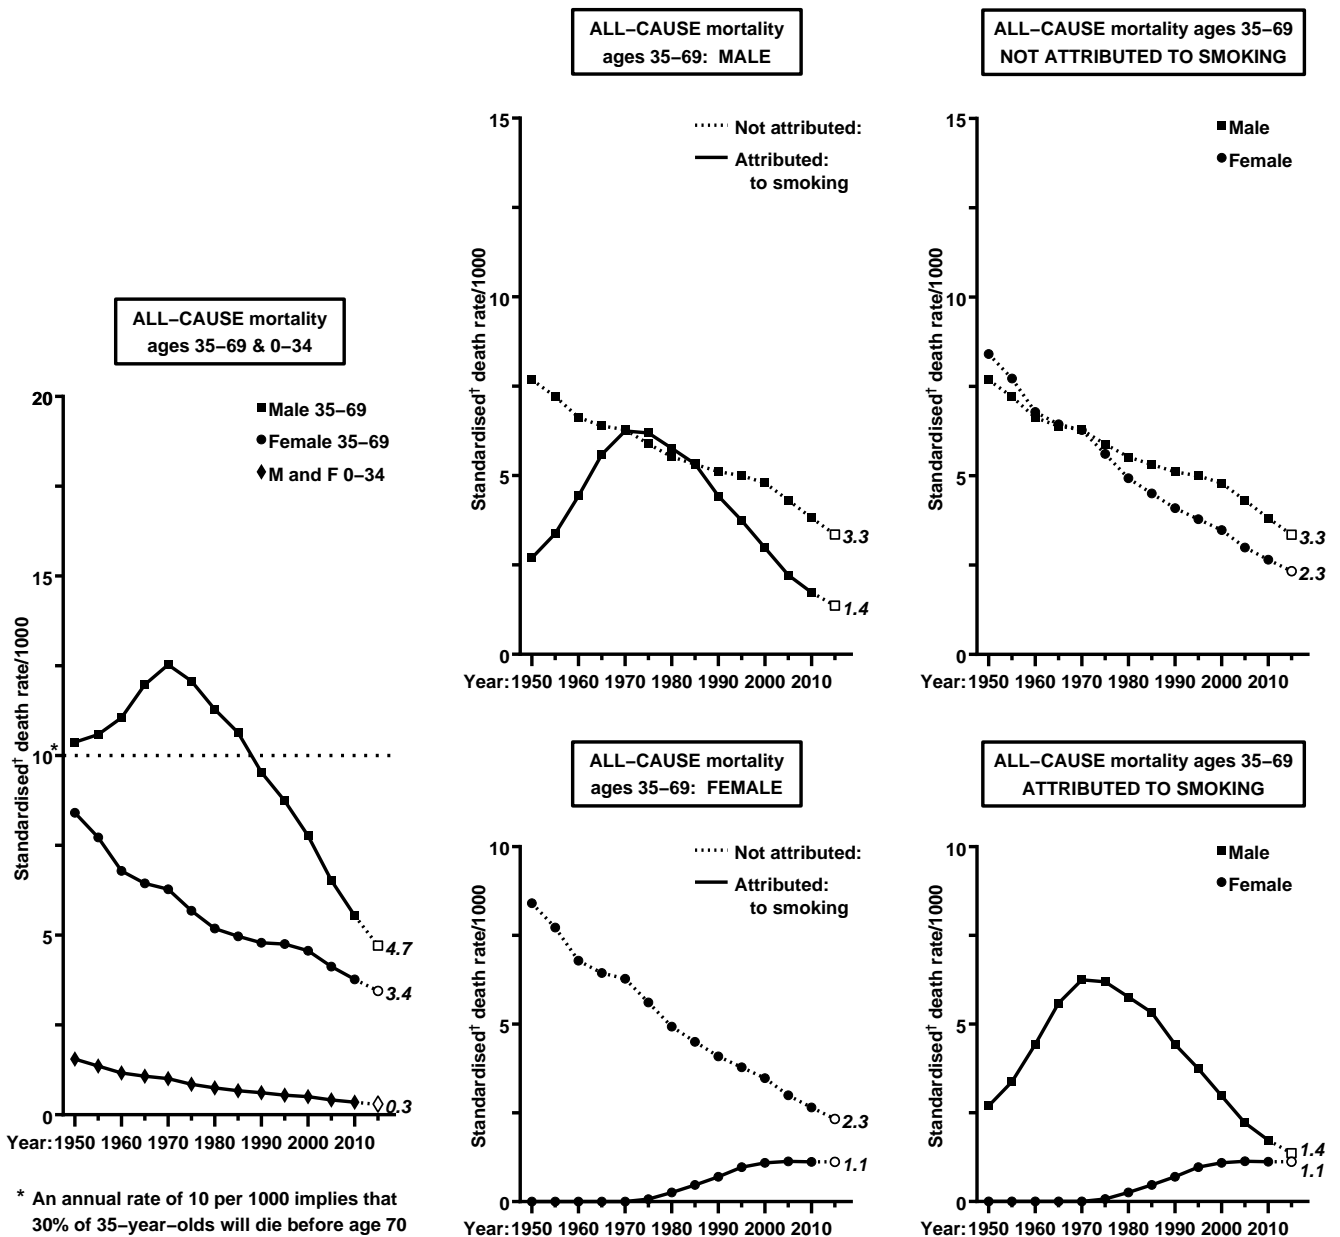 ALL−CAUSE mortality
ages 35−69 & 0−34
Male 35−69
Female 35−69
M and F 0−34
Standardised† death rate/1000
20
15
10*
5
0
4.7
3.4
0.3
Year: 1950 1960 1970 1980 1990 2000 2010
* An annual rate of 10 per 1000 implies that
30% of 35−year−olds will die before age 70
ALL−CAUSE mortality
ages 35−69: MALE
Not attributed:
Attributed:
to smoking
Standardised† death rate/1000
15
10
5
0
3.3
1.4
Year: 1950 1960 1970 1980 1990 2000 2010
ALL−CAUSE mortality ages 35−69
NOT ATTRIBUTED TO SMOKING
Male
Female
Standardised† death rate/1000
15
10
5
0
3.3
2.3
Year: 1950 1960 1970 1980 1990 2000 2010
ALL−CAUSE mortality
ages 35−69: FEMALE
Not attributed:
Attributed:
to smoking
Standardised† death rate/1000
10
5
0
2.3
1.1
Year: 1950 1960 1970 1980 1990 2000 2010
ALL−CAUSE mortality ages 35−69
ATTRIBUTED TO SMOKING
Male
Female
Standardised† death rate/1000
10
5
0
1.4
1.1
Year: 1950 1960 1970 1980 1990 2000 2010